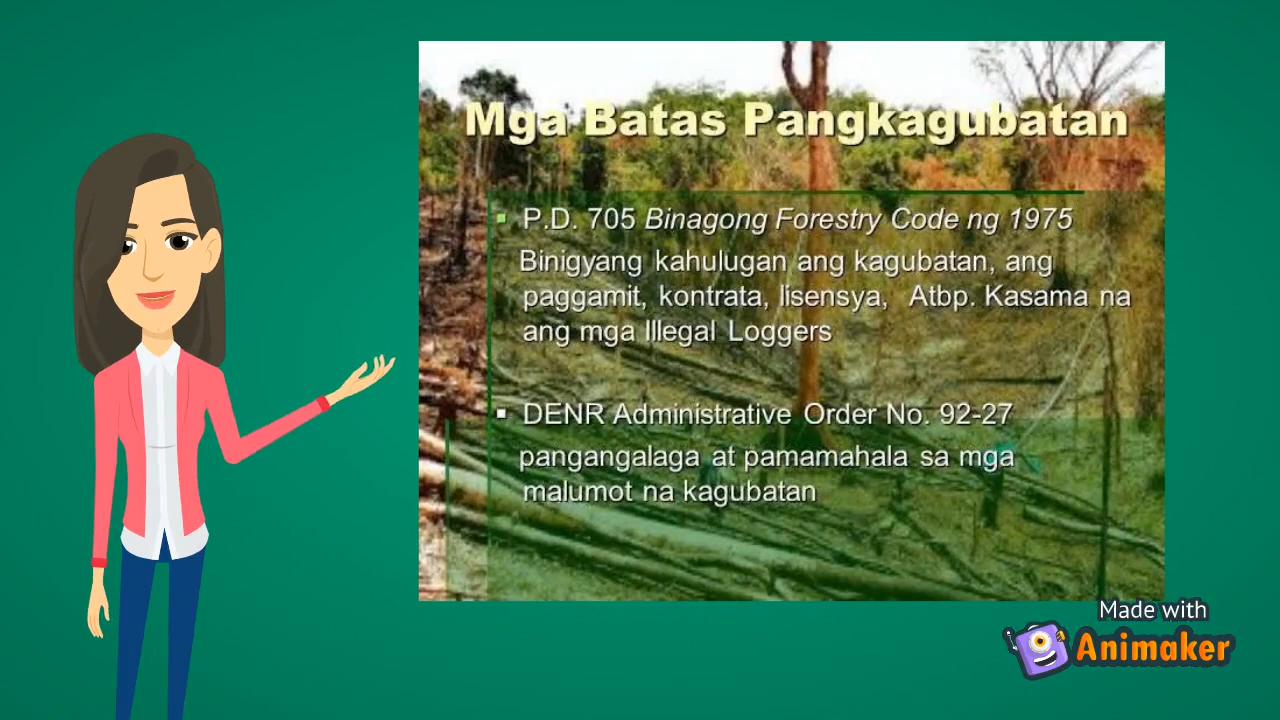 Mga Batas Pangkagubatan
▪ P.D. 705 Binagong Forestry Code ng 1975
Binigyang kahulugan ang kagubatan, ang
paggamit, kontrata, lisensya, Atbp. Kasama na
ang mga Illegal Loggers
▪ DENR Administrative Order No. 92-27
pangangalaga at pamamahala sa mga
malumot na kagubatan
Made with
Animaker